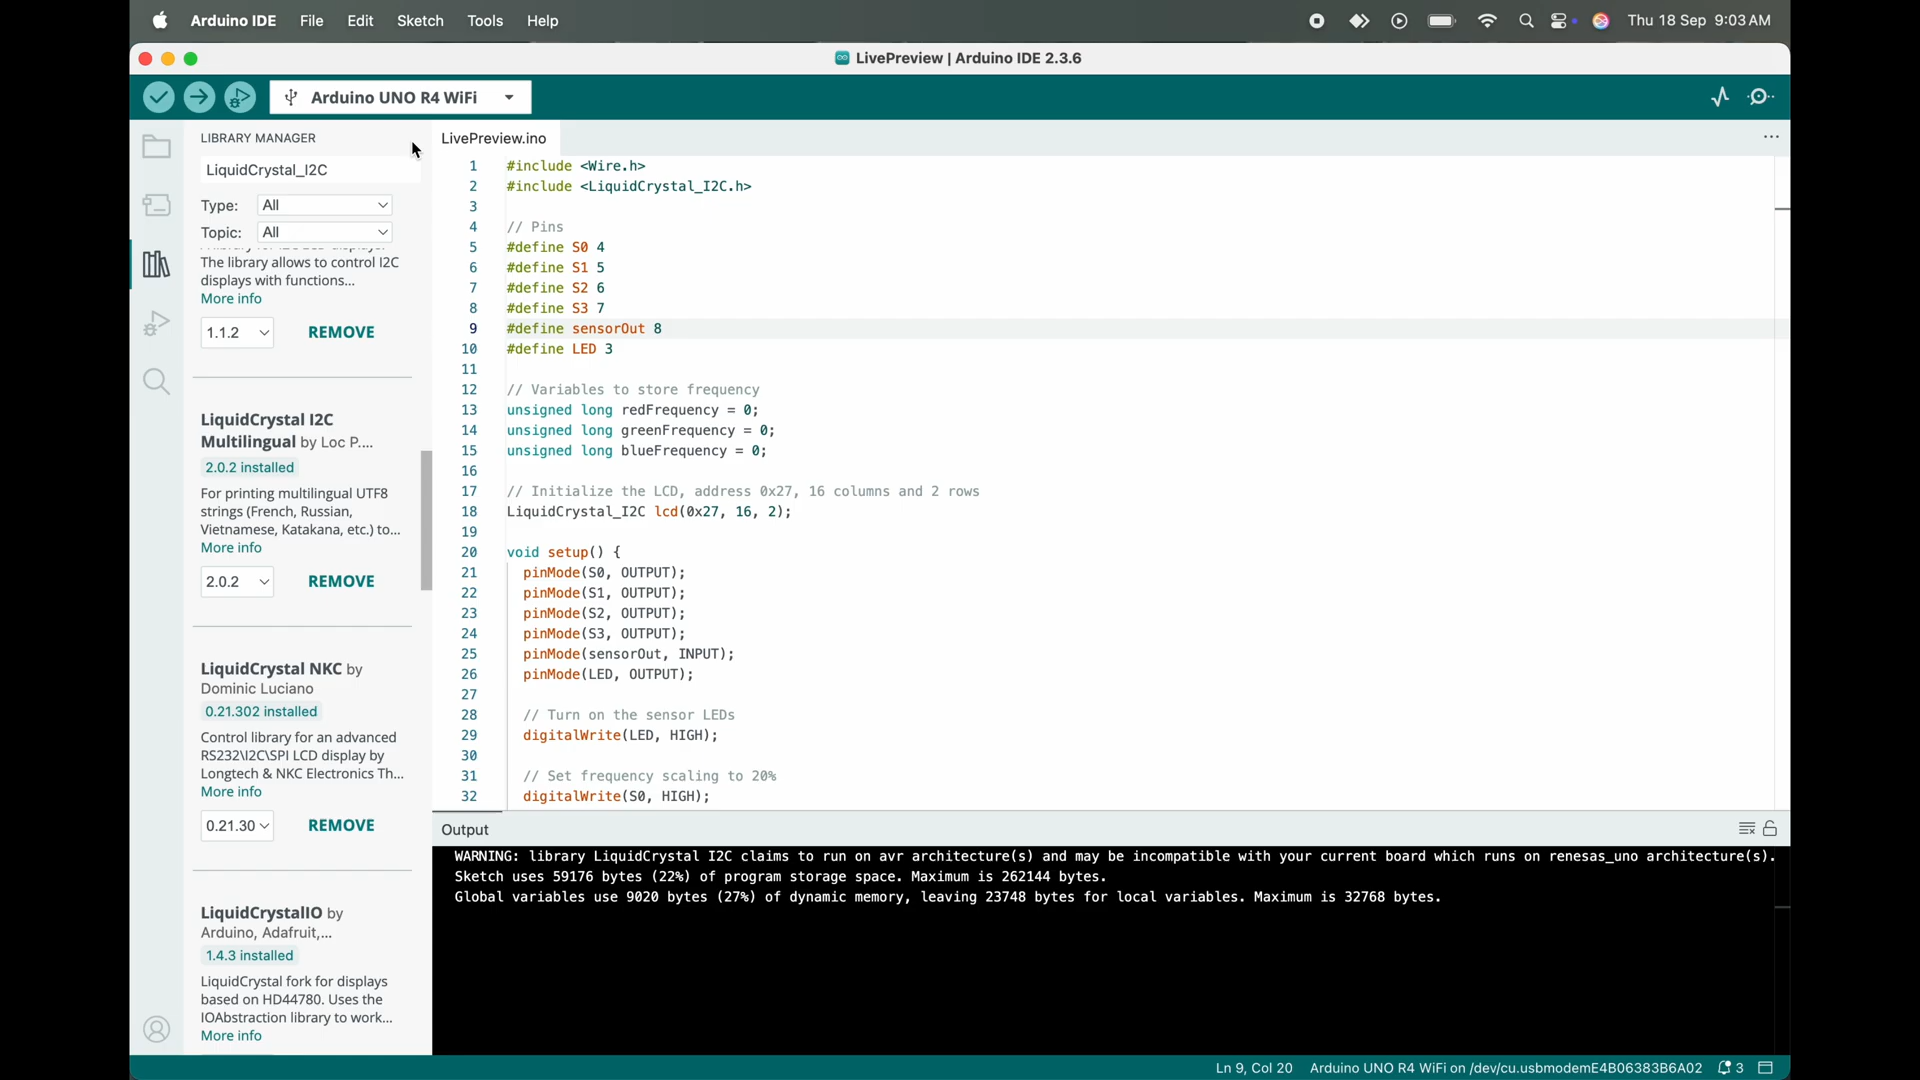 Arduino IDE File Edit Sketch Tools Help
Thu 18 Sep 9:03 AM
LivePreview | Arduino IDE 2.3.6
Arduino UNO R4 WiFi
LIBRARY MANAGER
LiquidCrystal_I2C
Type: All
Topic: All
The library allows to control I2C
displays with functions...
More info
1.1.2 REMOVE
LiquidCrystal I2C
Multilingual by Loc P....
2.0.2 installed
For printing multilingual UTF8
strings (French, Russian,
Vietnamese, Katakana, etc.) to...
More info
2.0.2 REMOVE
LiquidCrystal NKC by
Dominic Luciano
0.21.302 installed
Control library for an advanced
RS232\I2C\SPI LCD display by
Longtech & NKC Electronics Th...
More info
0.21.30 REMOVE
LiquidCrystalIO by
Arduino, Adafruit,...
1.4.3 installed
LiquidCrystal fork for displays
based on HD44780. Uses the
IOAbstraction library to work...
More info
LivePreview.ino
1 #include <Wire.h>
2 #include <LiquidCrystal_I2C.h>
3
4 // Pins
5 #define S0 4
6 #define S1 5
7 #define S2 6
8 #define S3 7
9 #define sensorOut 8
10 #define LED 3
11
12 // Variables to store frequency
13 unsigned long redFrequency = 0;
14 unsigned long greenFrequency = 0;
15 unsigned long blueFrequency = 0;
16
17 // Initialize the LCD, address 0x27, 16 columns and 2 rows
18 LiquidCrystal_I2C lcd(0x27, 16, 2);
19
20 void setup() {
21 pinMode(S0, OUTPUT);
22 pinMode(S1, OUTPUT);
23 pinMode(S2, OUTPUT);
24 pinMode(S3, OUTPUT);
25 pinMode(sensorOut, INPUT);
26 pinMode(LED, OUTPUT);
27
28 // Turn on the sensor LEDs
29 digitalWrite(LED, HIGH);
30
31 // Set frequency scaling to 20%
32 digitalWrite(S0, HIGH);
Output
WARNING: library LiquidCrystal I2C claims to run on avr architecture(s) and may be incompatible with your current board which runs on renesas_uno architecture(s).
Sketch uses 59176 bytes (22%) of program storage space. Maximum is 262144 bytes.
Global variables use 9020 bytes (27%) of dynamic memory, leaving 23748 bytes for local variables. Maximum is 32768 bytes.
Ln 9, Col 20 Arduino UNO R4 WiFi on /dev/cu.usbmodemE4B06383B6A02 3